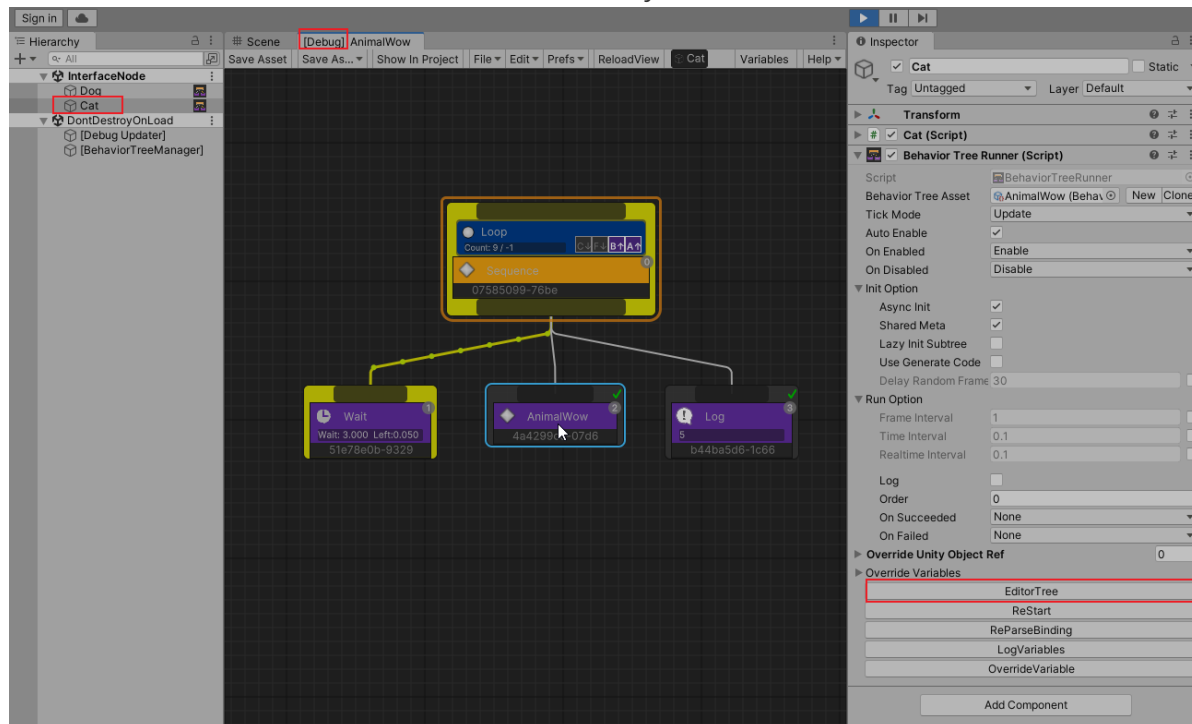 Sign in
Hierarchy
All
InterfaceNode
Dog
Cat
DontDestroyOnLoad
[Debug Updater]
[BehaviorTreeManager]
# Scene [Debug] AnimalWow
Save Asset Save As... Show In Project File Edit Prefs ReloadView Cat Variables Help
Loop
Count: 9 / -1 C↓ F↓ B↑ A↑
Sequence 0
07585099-76be
Wait 1
Wait: 3.000 Left:0.050
51e78e0b-9329
AnimalWow 2
07d6
Log 3
5
b44ba5d6-1c66
Inspector
Cat Static
Tag Untagged Layer Default
Transform
# Cat (Script)
Behavior Tree Runner (Script)
Script BehaviorTreeRunner
Behavior Tree Asset AnimalWow (Behav New Clone
Tick Mode Update
Auto Enable
On Enabled Enable
On Disabled Disable
Init Option
Async Init
Shared Meta
Lazy Init Subtree
Use Generate Code
Delay Random Frame 30
Run Option
Frame Interval 1
Time Interval 0.1
Realtime Interval 0.1
Log
Order 0
On Succeeded None
On Failed None
Override Unity Object Ref 0
Override Variables
EditorTree
ReStart
ReParseBinding
LogVariables
OverrideVariable
Add Component